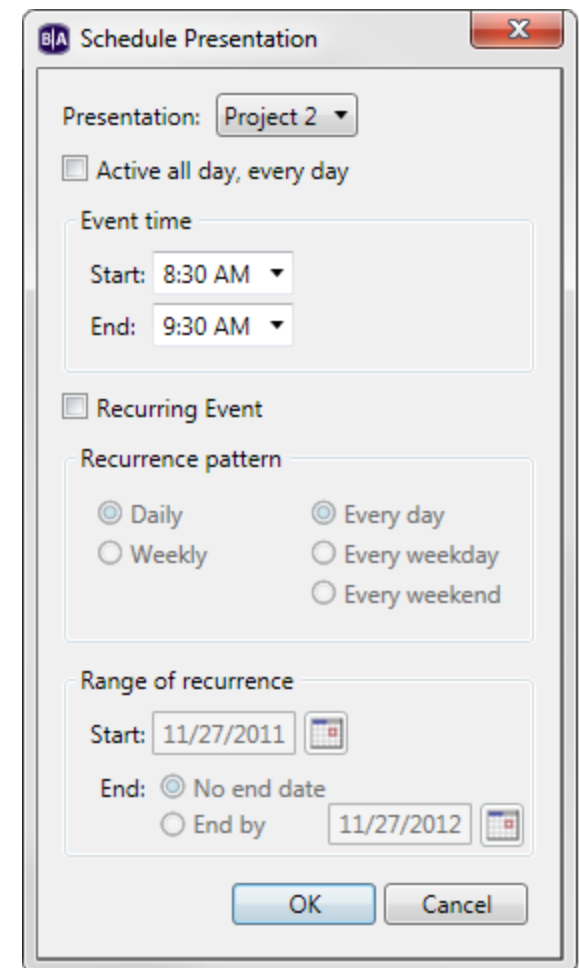 B|A Schedule Presentation
Presentation: Project 2
Active all day, every day
Event time
Start: 8:30 AM
End: 9:30 AM
Recurring Event
Recurrence pattern
Daily Every day
Weekly Every weekday
Every weekend
Range of recurrence
Start: 11/27/2011
End: No end date
End by 11/27/2012
OK Cancel